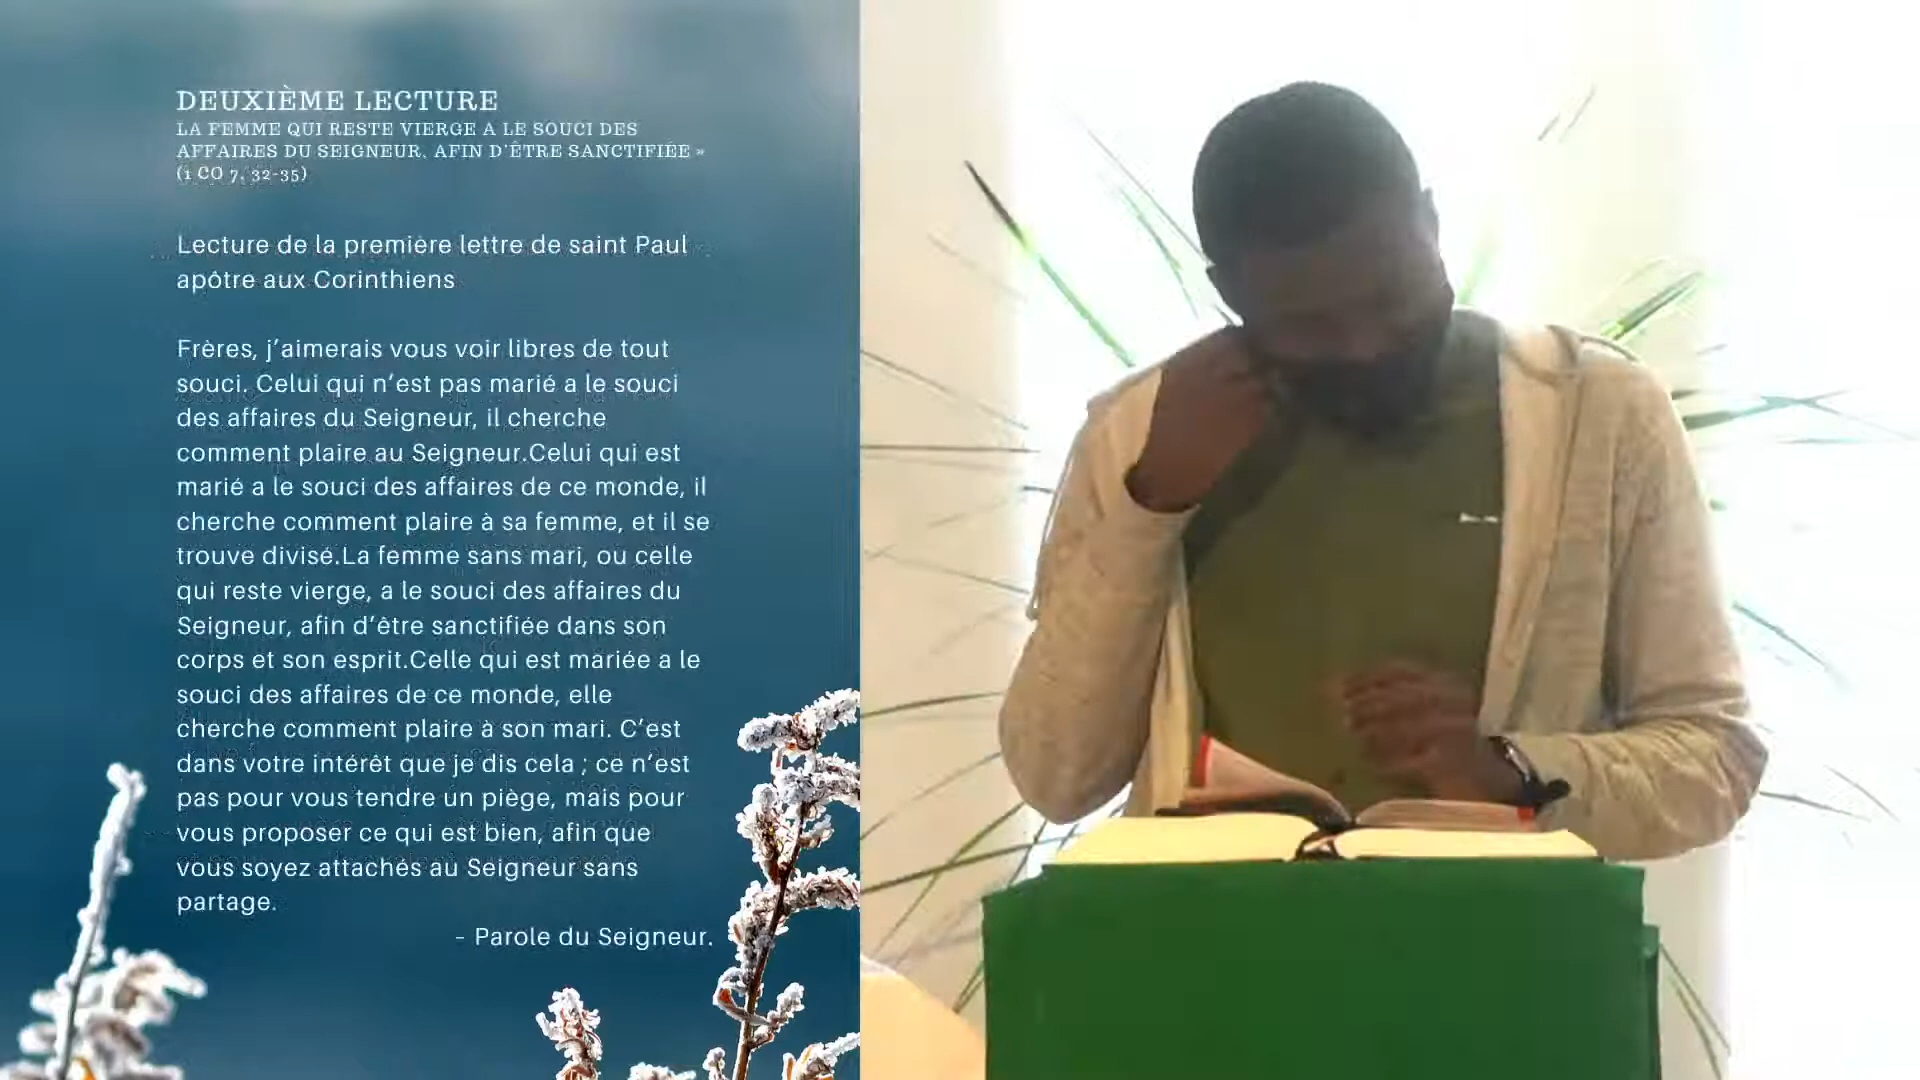 DEUXIÈME LECTURE
LA FEMME QUI RESTE VIERGE A LE SOUCI DES
AFFAIRES DU SEIGNEUR, AFIN D'ÊTRE SANCTIFIÉE »
(1 CO 7, 32-35)
Lecture de la première lettre de saint Paul
apôtre aux Corinthiens
Frères, j’aimerais vous voir libres de tout
souci. Celui qui n’est pas marié a le souci
des affaires du Seigneur, il cherche
comment plaire au Seigneur.Celui qui est
marié a le souci des affaires de ce monde, il
cherche comment plaire à sa femme, et il se
trouve divisé.La femme sans mari, ou celle
qui reste vierge, a le souci des affaires du
Seigneur, afin d’être sanctifiée dans son
corps et son esprit.Celle qui est mariée a le
souci des affaires de ce monde, elle
cherche comment plaire à son mari. C’est
dans votre intérêt que je dis cela ; ce n’est
pas pour vous tendre un piège, mais pour
vous proposer ce qui est bien, afin que
vous soyez attachés au Seigneur sans
partage.
– Parole du Seigneur.